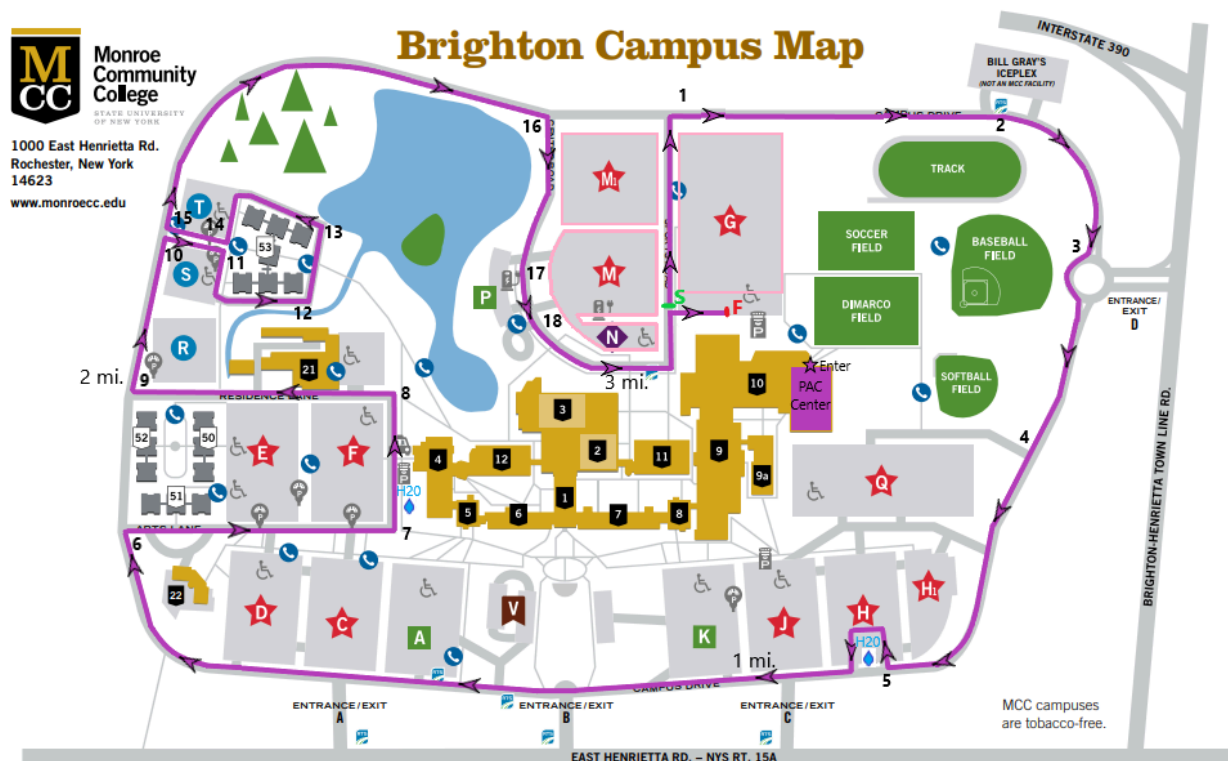 Brighton Campus Map
M
CC
Monroe
Community
College
STATE UNIVERSITY
OF NEW YORK
1000 East Henrietta Rd.
Rochester, New York
14623
www.monroecc.edu
INTERSTATE 390
BILL GRAY'S
ICEPLEX
(NOT AN MCC FACILITY)
1
CAMPUS DRIVE
2
16
M1
G
TRACK
T
15
14
53
13
SOCCER
FIELD
BASEBALL
FIELD
3
10
11
S
12
17
P
M
S
F
DIMARCO
FIELD
ENTRANCE/
EXIT
D
18
N
R
21
3 mi.
10
Enter
PAC
Center
SOFTBALL
FIELD
2 mi.
9
RESIDENCE LANE
8
3
52
50
E
F
4
12
2
11
9
9a
4
Q
51
H20
1
5
6
7
8
ARTS LANE
6
7
22
D
C
A
V
K
J
H
H1
H20
1 mi.
5
CAMPUS DRIVE
ENTRANCE/EXIT
A
ENTRANCE/EXIT
B
ENTRANCE/EXIT
C
MCC campuses
are tobacco-free.
BRIGHTON-HENRIETTA TOWN LINE RD.
EAST HENRIETTA RD. – NYS RT. 15A